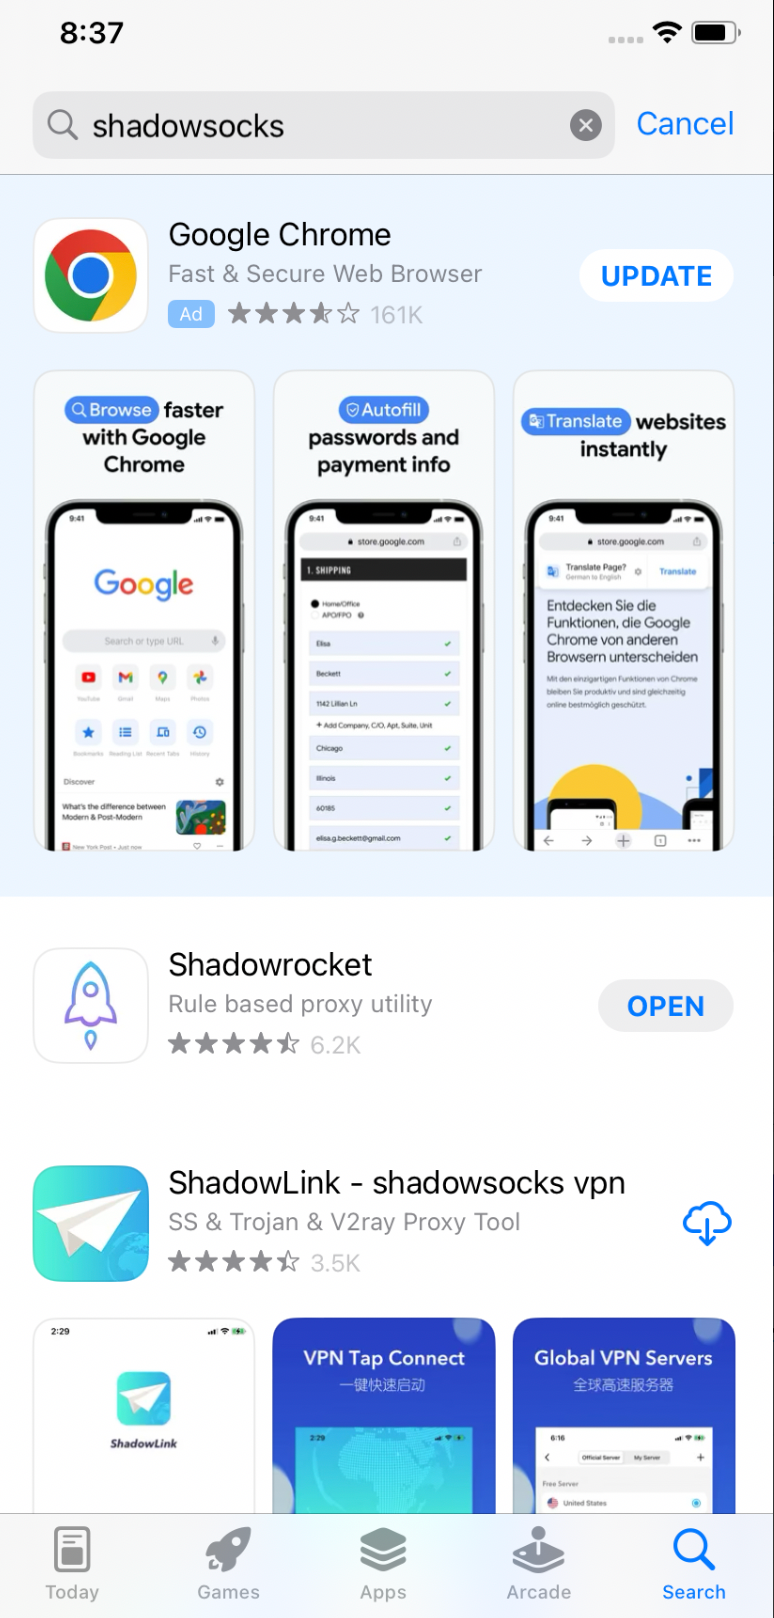 8:37
shadowsocks
Cancel
Google Chrome
Fast & Secure Web Browser
UPDATE
Ad
161K
Browse faster
with Google
Chrome
9:41
Google
Search or type URL
YouTube
Gmail
Maps
Photos
Bookmarks
Reading List
Recent Tabs
History
Discover
What's the difference between
Modern & Post-Modern
New York Post • Just now
Autofill
passwords and
payment info
9:41
store.google.com
1. SHIPPING
Home/Office
APO/FPO
Elisa
Beckett
1142 Lillian Ln
+ Add Company, C/O, Apt, Suite, Unit
Chicago
Illinois
60185
elisa.g.beckett@gmail.com
Translate websites
instantly
9:41
store.google.com
Translate Page?
German to English
Translate
Entdecken Sie die
Funktionen, die Google
Chrome von anderen
Browsern unterscheiden
Mit den einzigartigen Funktionen von Chrome
bleiben Sie produktiv und sind gleichzeitig
online bestmöglich geschützt.
Shadowrocket
Rule based proxy utility
OPEN
6.2K
ShadowLink - shadowsocks vpn
SS & Trojan & V2ray Proxy Tool
3.5K
2:29
ShadowLink
VPN Tap Connect
一键快速启动
2:29
Global VPN Servers
全球高速服务器
6:16
Official Server
My Server
Free Server
United States
Today
Games
Apps
Arcade
Search